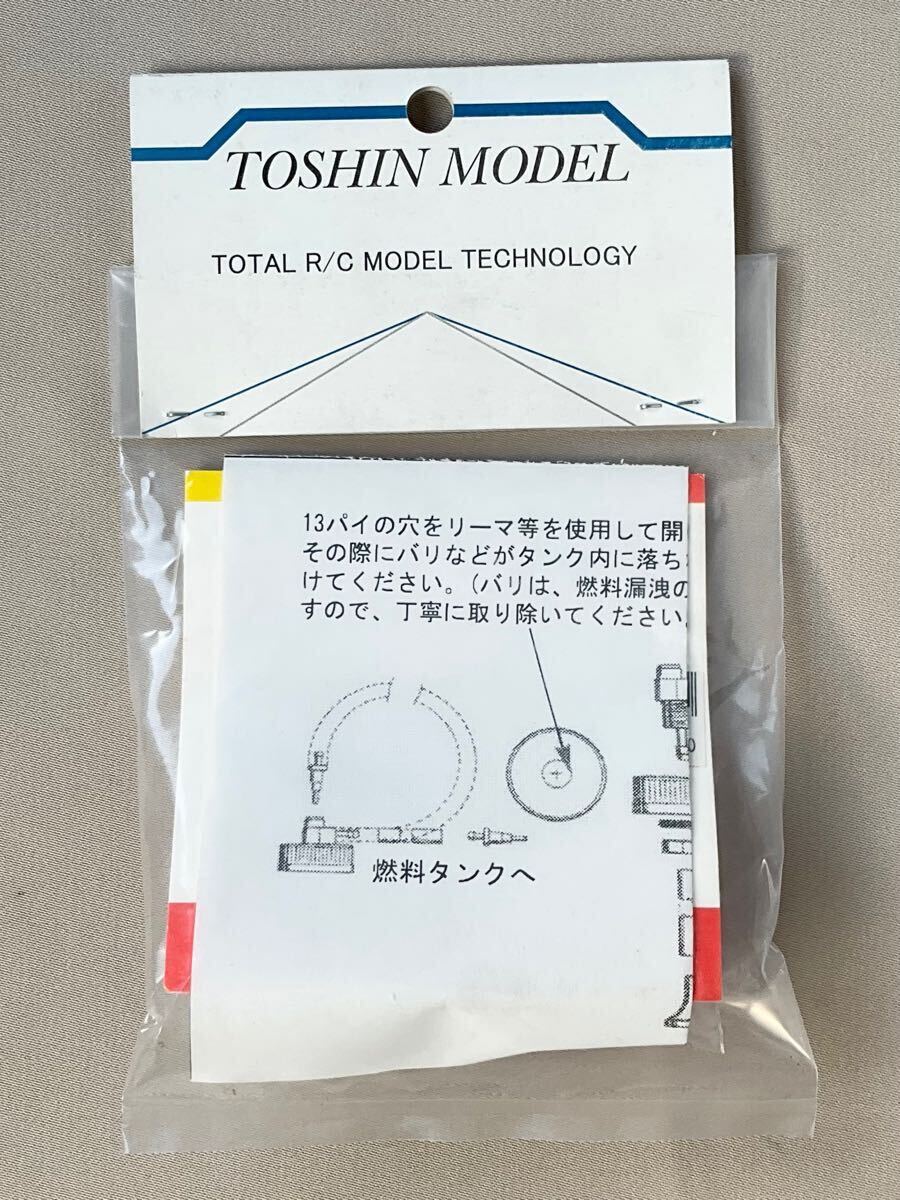 TOSHIN MODEL
TOTAL R/C MODEL TECHNOLOGY
13パイの穴をリーマ等を使用して開
その際にバリなどがタンク内に落ち
けてください。(バリは、燃料漏洩の
すので、丁寧に取り除いてください。
燃料タンクへ